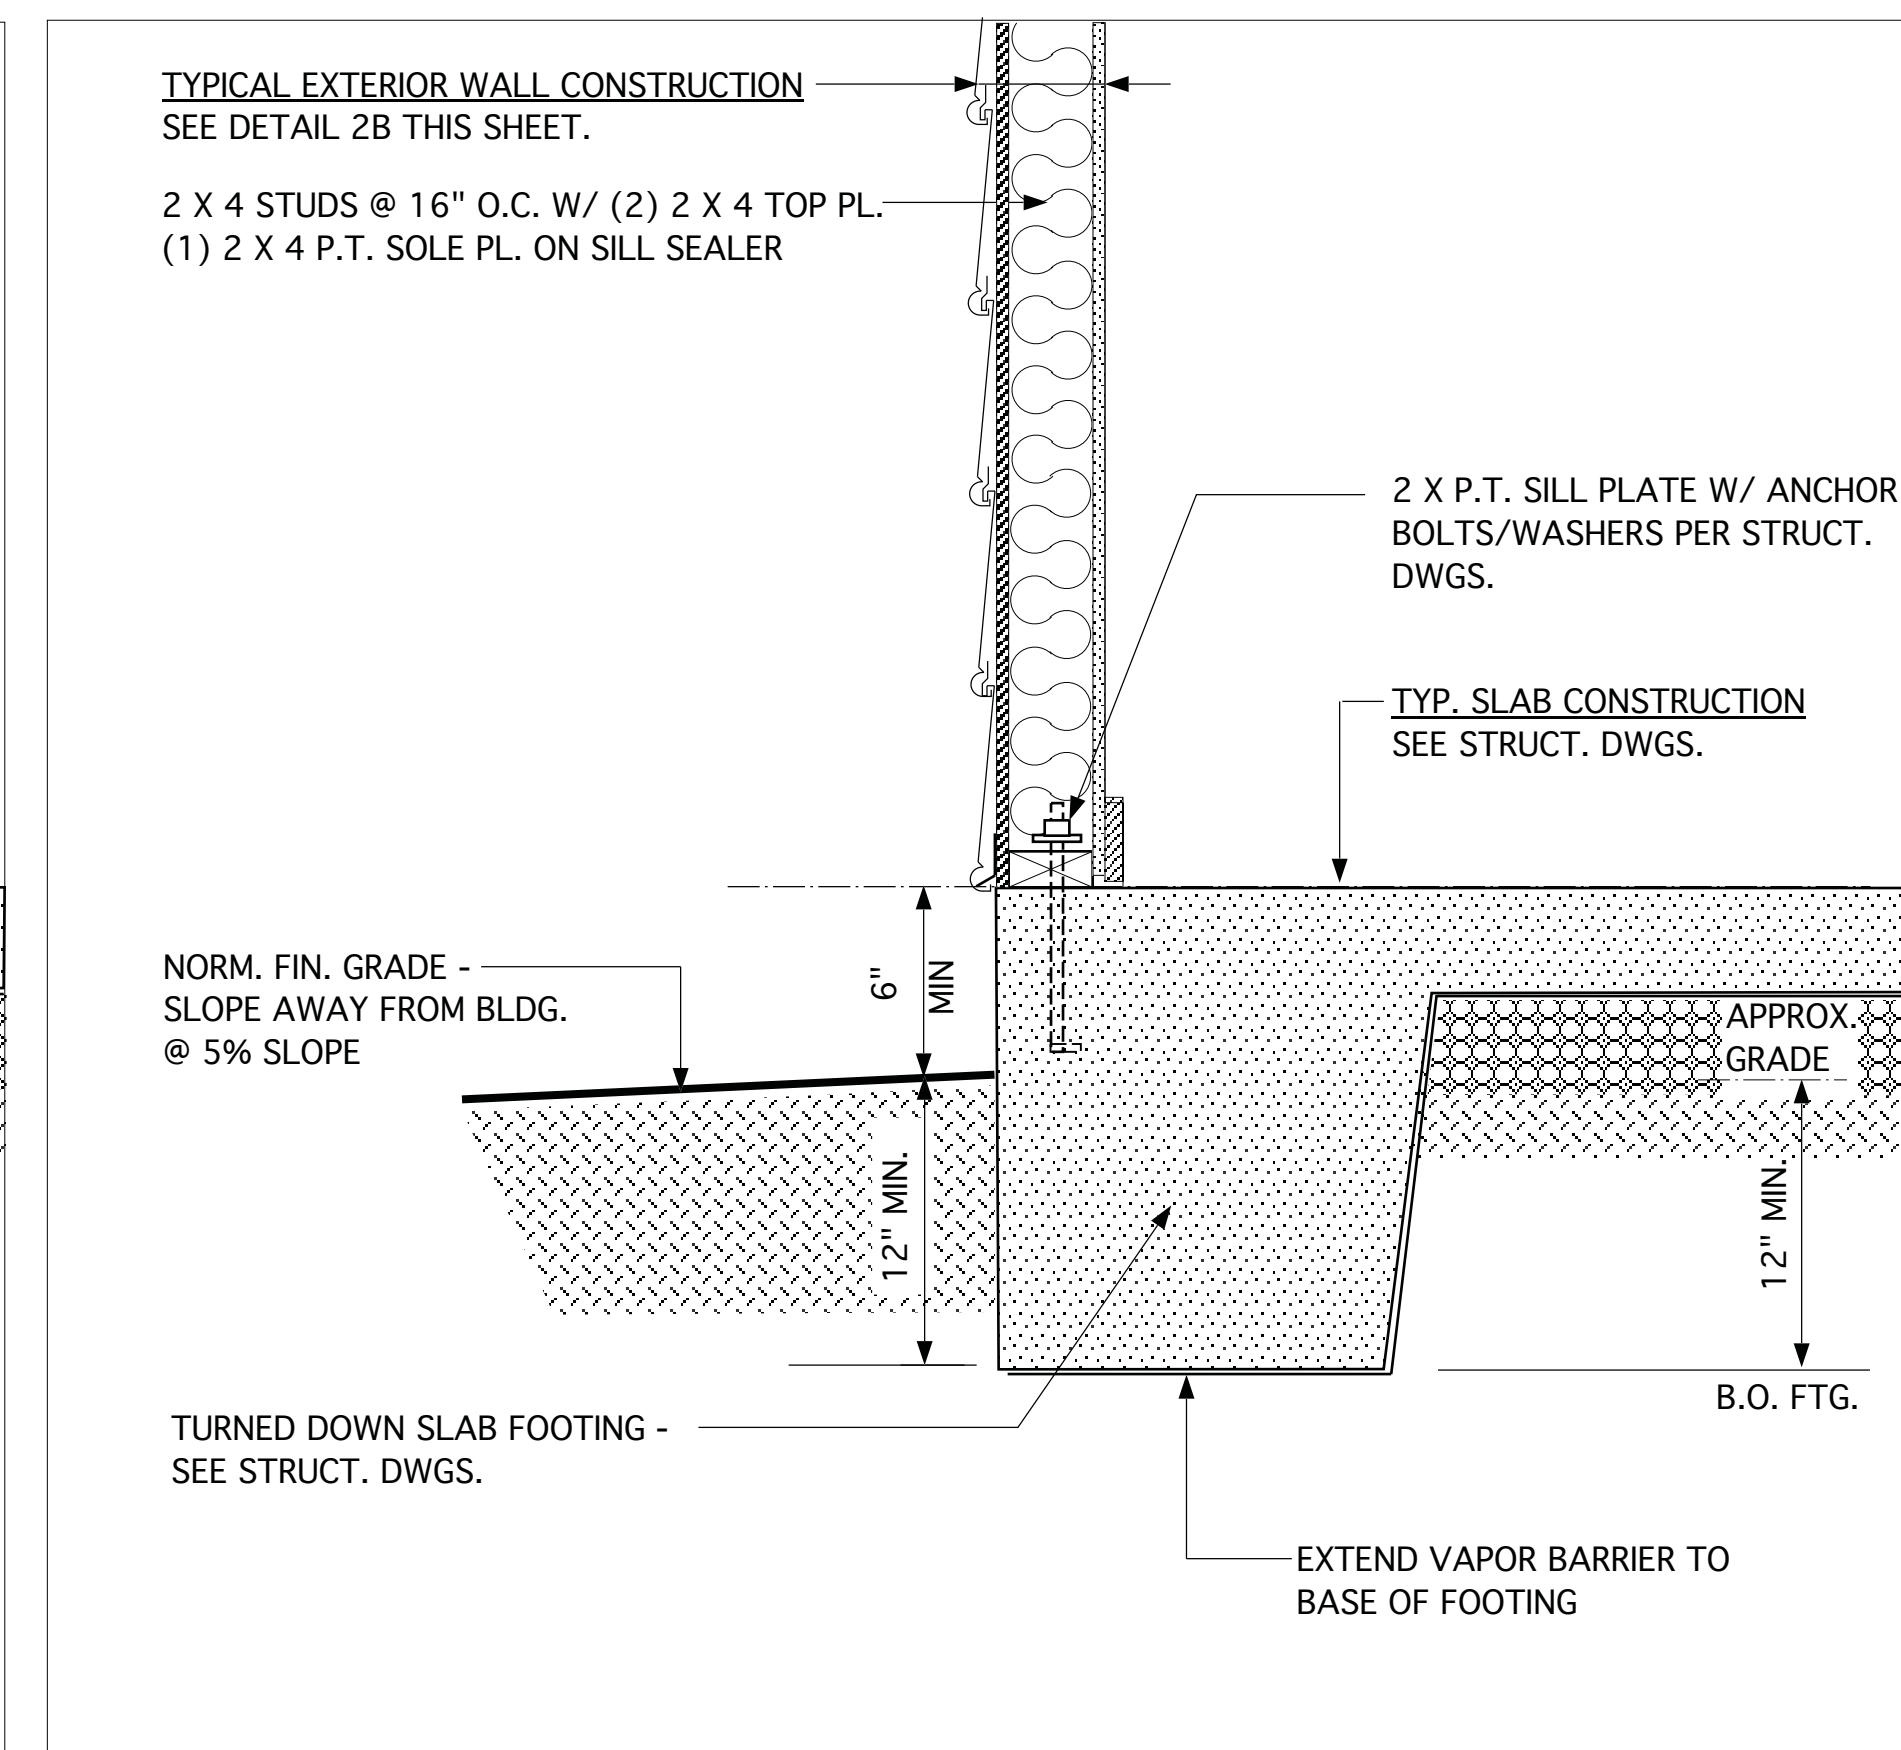 TYPICAL EXTERIOR WALL CONSTRUCTION
SEE DETAIL 2B THIS SHEET.
2 X 4 STUDS @ 16" O.C. W/ (2) 2 X 4 TOP PL.
(1) 2 X 4 P.T. SOLE PL. ON SILL SEALER
2 X P.T. SILL PLATE W/ ANCHOR
BOLTS/WASHERS PER STRUCT.
DWGS.
TYP. SLAB CONSTRUCTION
SEE STRUCT. DWGS.
NORM. FIN. GRADE -
SLOPE AWAY FROM BLDG.
@ 5% SLOPE
6"
MIN
APPROX.
GRADE
12" MIN.
12" MIN.
B.O. FTG.
TURNED DOWN SLAB FOOTING -
SEE STRUCT. DWGS.
EXTEND VAPOR BARRIER TO
BASE OF FOOTING